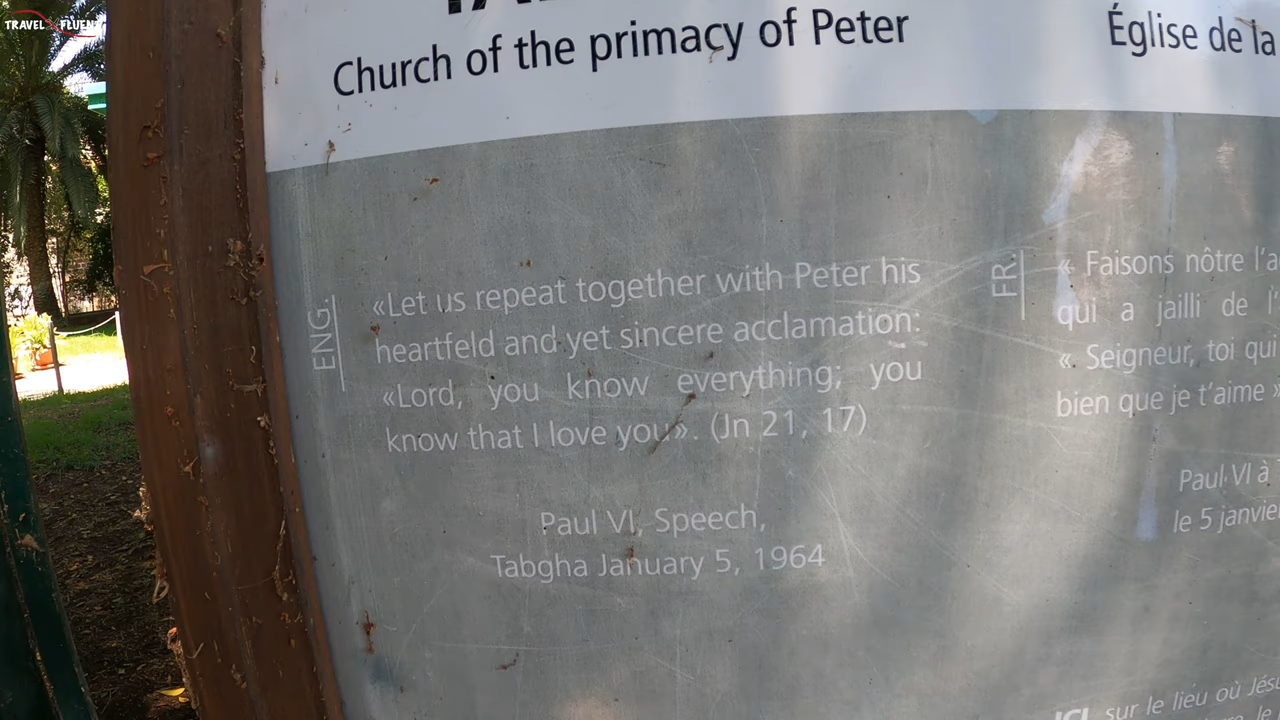 TRAVEL FLUENT
Church of the primacy of Peter
Église de la
ENG.
«Let us repeat together with Peter his
heartfeld and yet sincere acclamation:
«Lord, you know everything; you
know that I love you». (Jn 21, 17)
Paul VI, Speech,
Tabgha January 5, 1964
FR.
« Faisons nôtre l'a
qui a jailli de l'
« Seigneur, toi qui
bien que je t'aime »
Paul VI à
le 5 janvie
ICI sur le lieu où Jésu